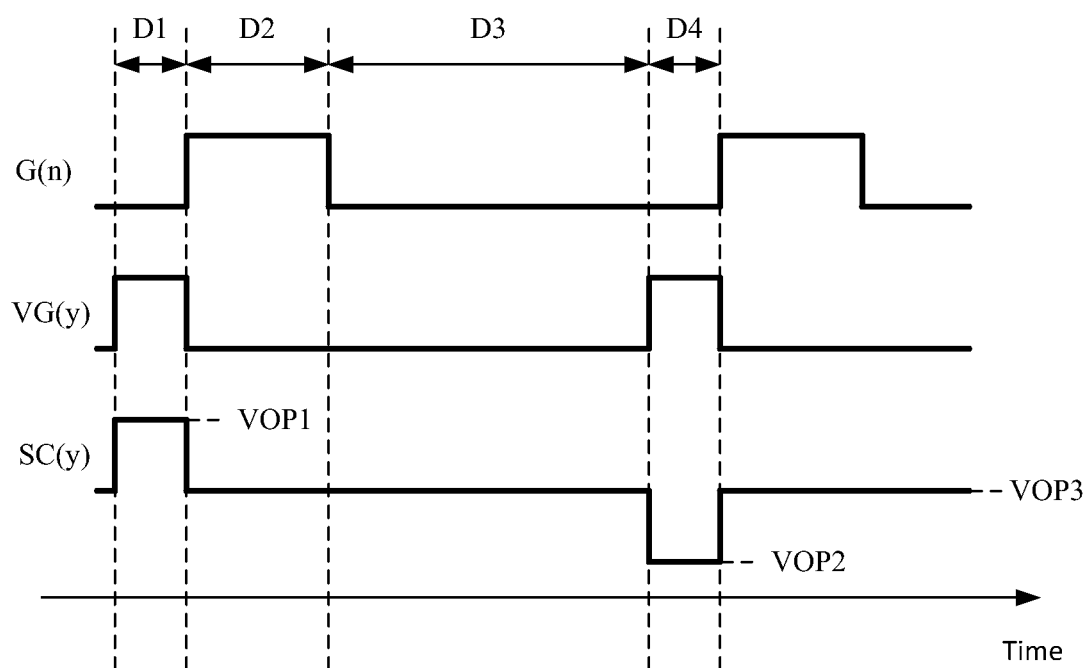 D1 D2 D3 D4
G(n)
VG(y)
VOP1
SC(y)
VOP3
VOP2
Time